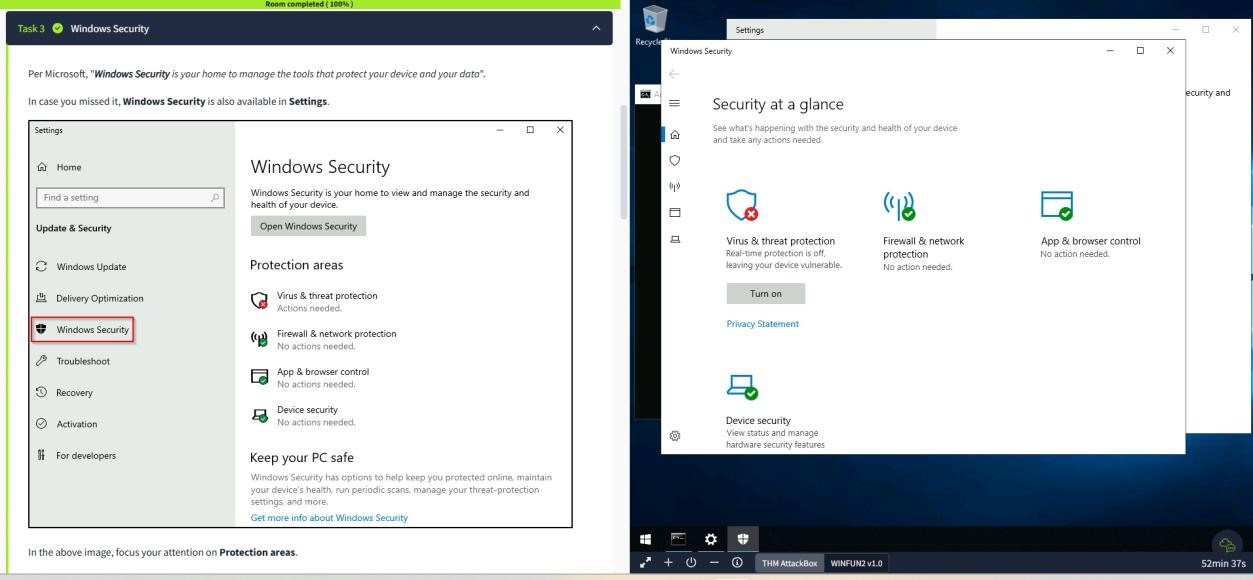 Room completed ( 100% )
Task 3 Windows Security
Per Microsoft, "Windows Security is your home to manage the tools that protect your device and your data".
In case you missed it, Windows Security is also available in Settings.
Settings
Home
Find a setting
Update & Security
Windows Update
Delivery Optimization
Windows Security
Troubleshoot
Recovery
Activation
For developers
Windows Security
Windows Security is your home to view and manage the security and
health of your device.
Open Windows Security
Protection areas
Virus & threat protection
Actions needed.
Firewall & network protection
No actions needed.
App & browser control
No actions needed.
Device security
No actions needed.
Keep your PC safe
Windows Security has options to help keep you protected online, maintain
your device's health, run periodic scans, manage your threat-protection
settings, and more.
Get more info about Windows Security
In the above image, focus your attention on Protection areas.
Settings
ecurity and
Windows Security
Security at a glance
See what's happening with the security and health of your device
and take any actions needed.
Virus & threat protection
Real-time protection is off,
leaving your device vulnerable.
Turn on
Privacy Statement
Firewall & network
protection
No action needed.
App & browser control
No action needed.
Device security
View status and manage
hardware security features
THM AttackBox
WINFUN2 v1.0
52min 37s